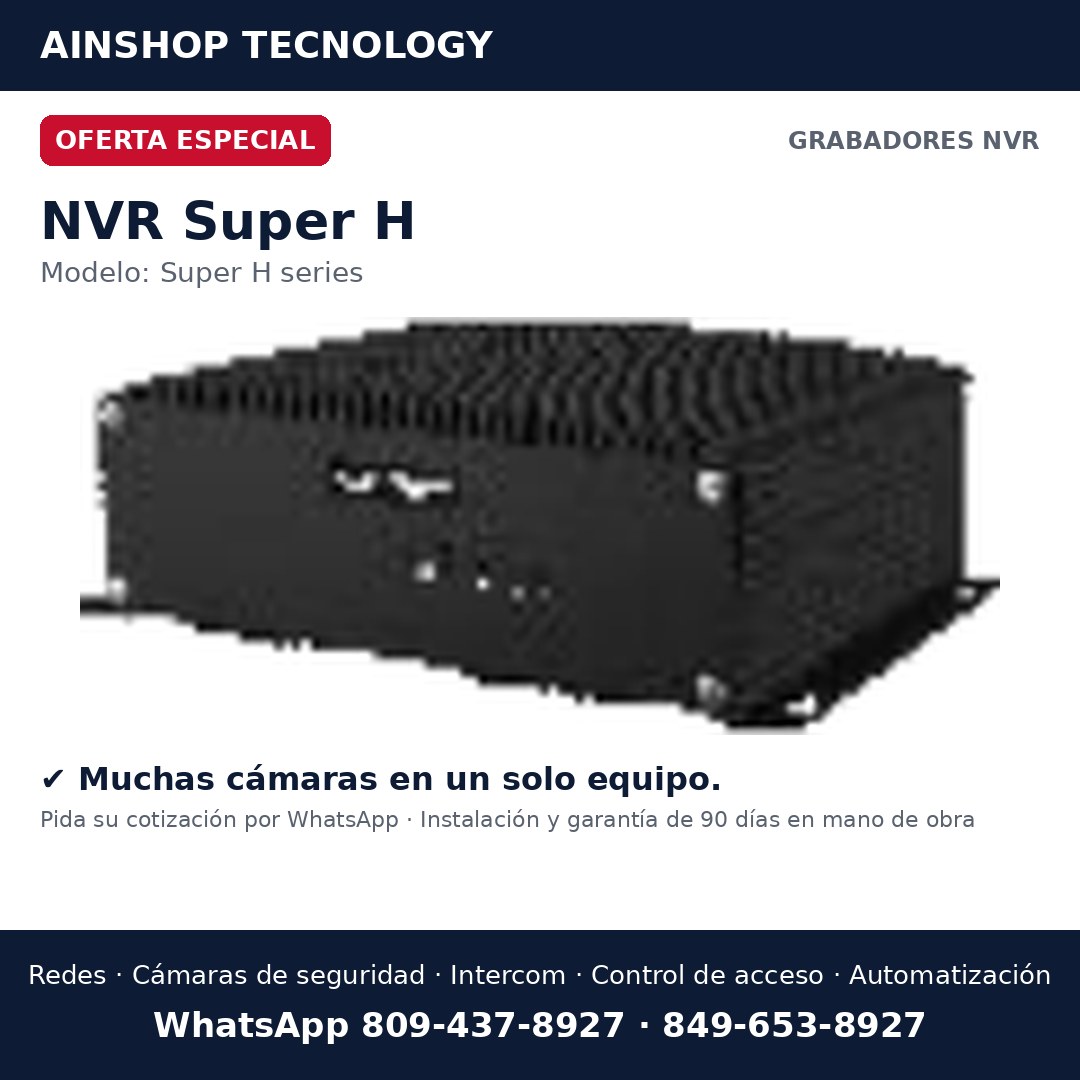 AINSHOP TECNOLOGY
OFERTA ESPECIAL
GRABADORES NVR
NVR Super H
Modelo: Super H series
✔ Muchas cámaras en un solo equipo.
Pida su cotización por WhatsApp · Instalación y garantía de 90 días en mano de obra
Redes · Cámaras de seguridad · Intercom · Control de acceso · Automatización
WhatsApp 809-437-8927 · 849-653-8927